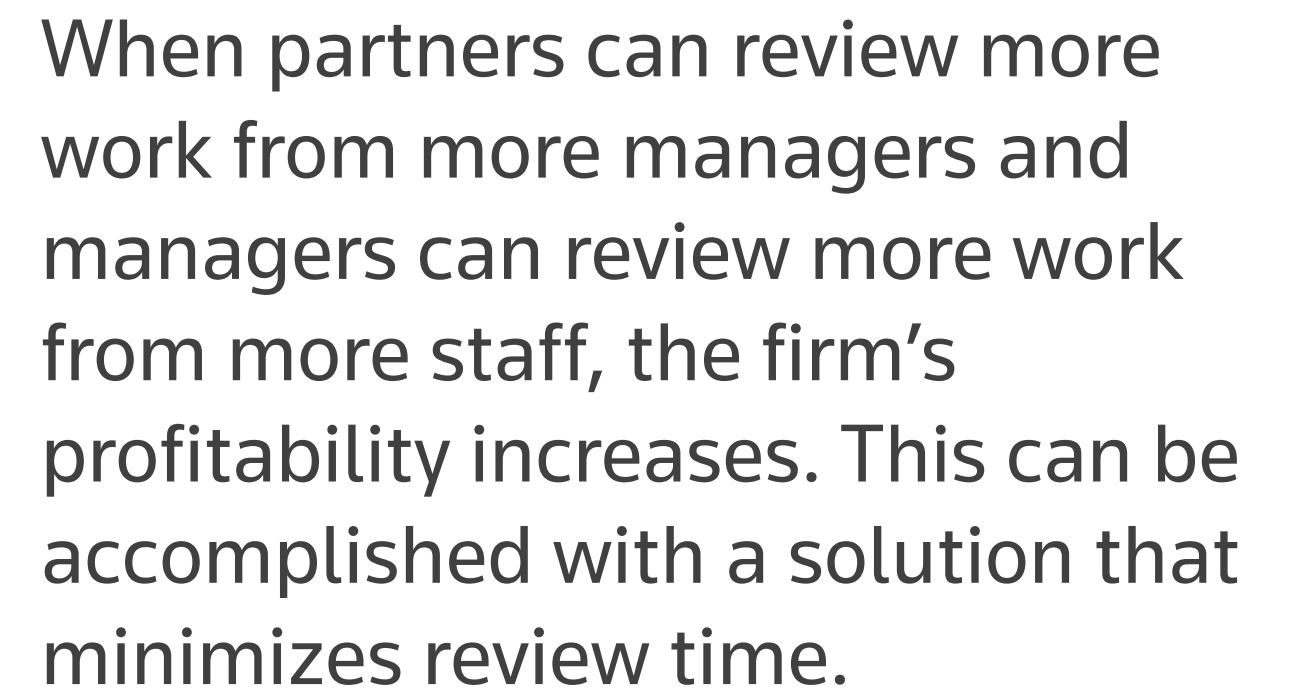 When partners can review more
work from more managers and
managers can review more work
from more staff, the firm’s
profitability increases. This can be
accomplished with a solution that
minimizes review time.